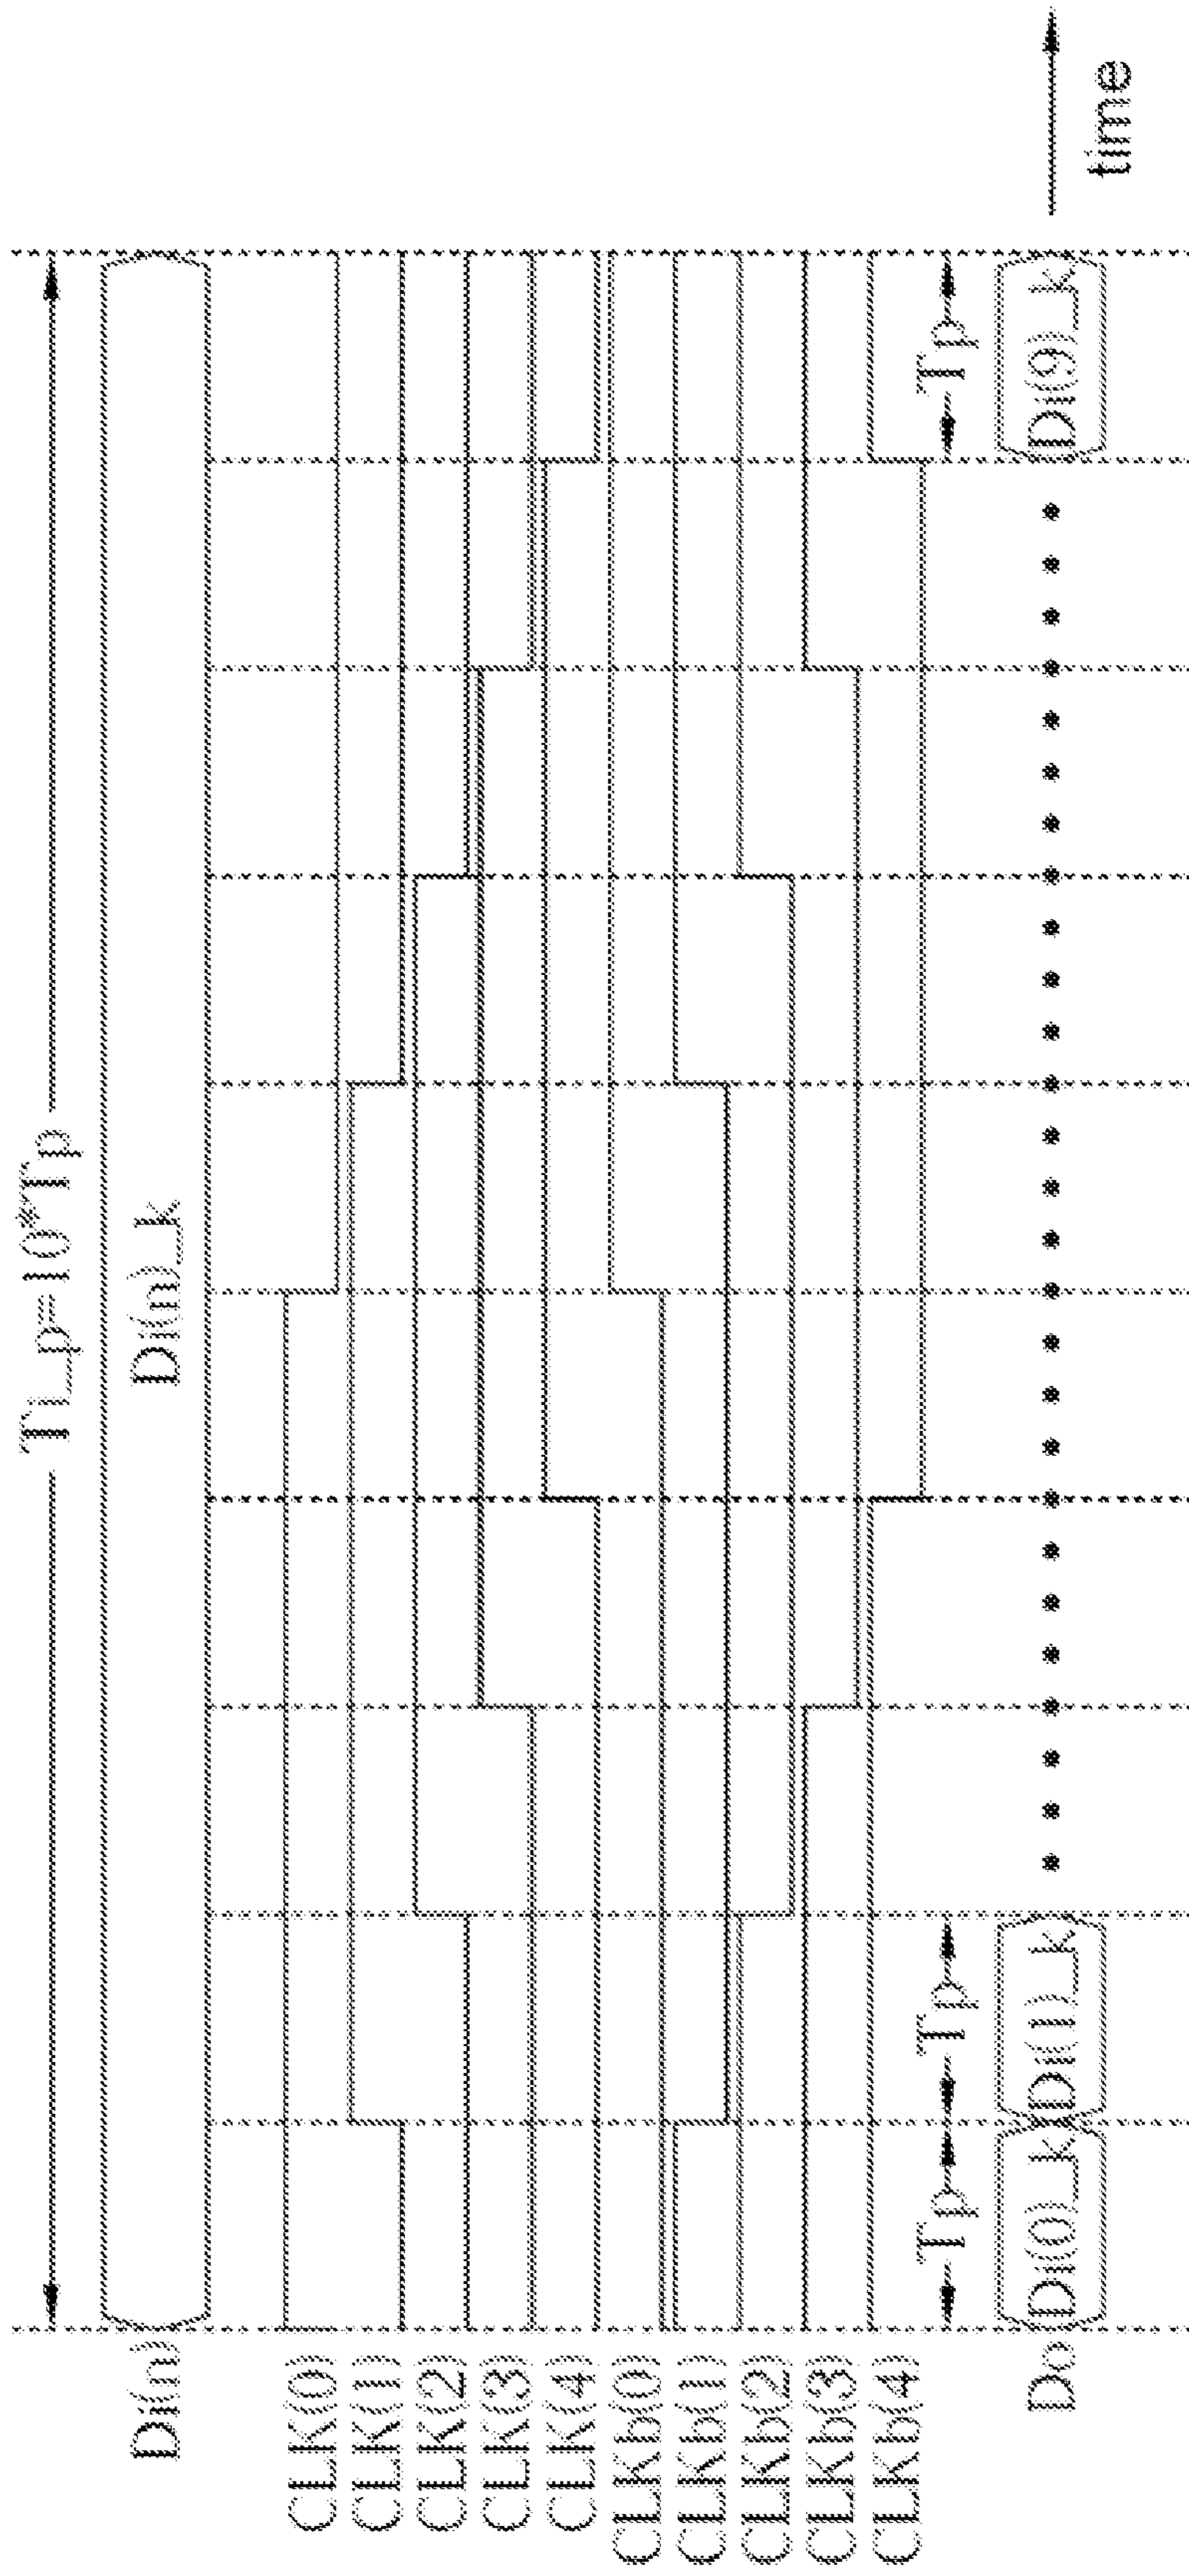 Ti_p=10*Tp
Di(n)
Di(n)_k
CLK(0)
CLK(1)
CLK(2)
CLK(3)
CLK(4)
CLKb(0)
CLKb(1)
CLKb(2)
CLKb(3)
CLKb(4)
Tp
Tp
Tp
Do
Di(0)_k
Di(1)_k
Di(9)_k
time